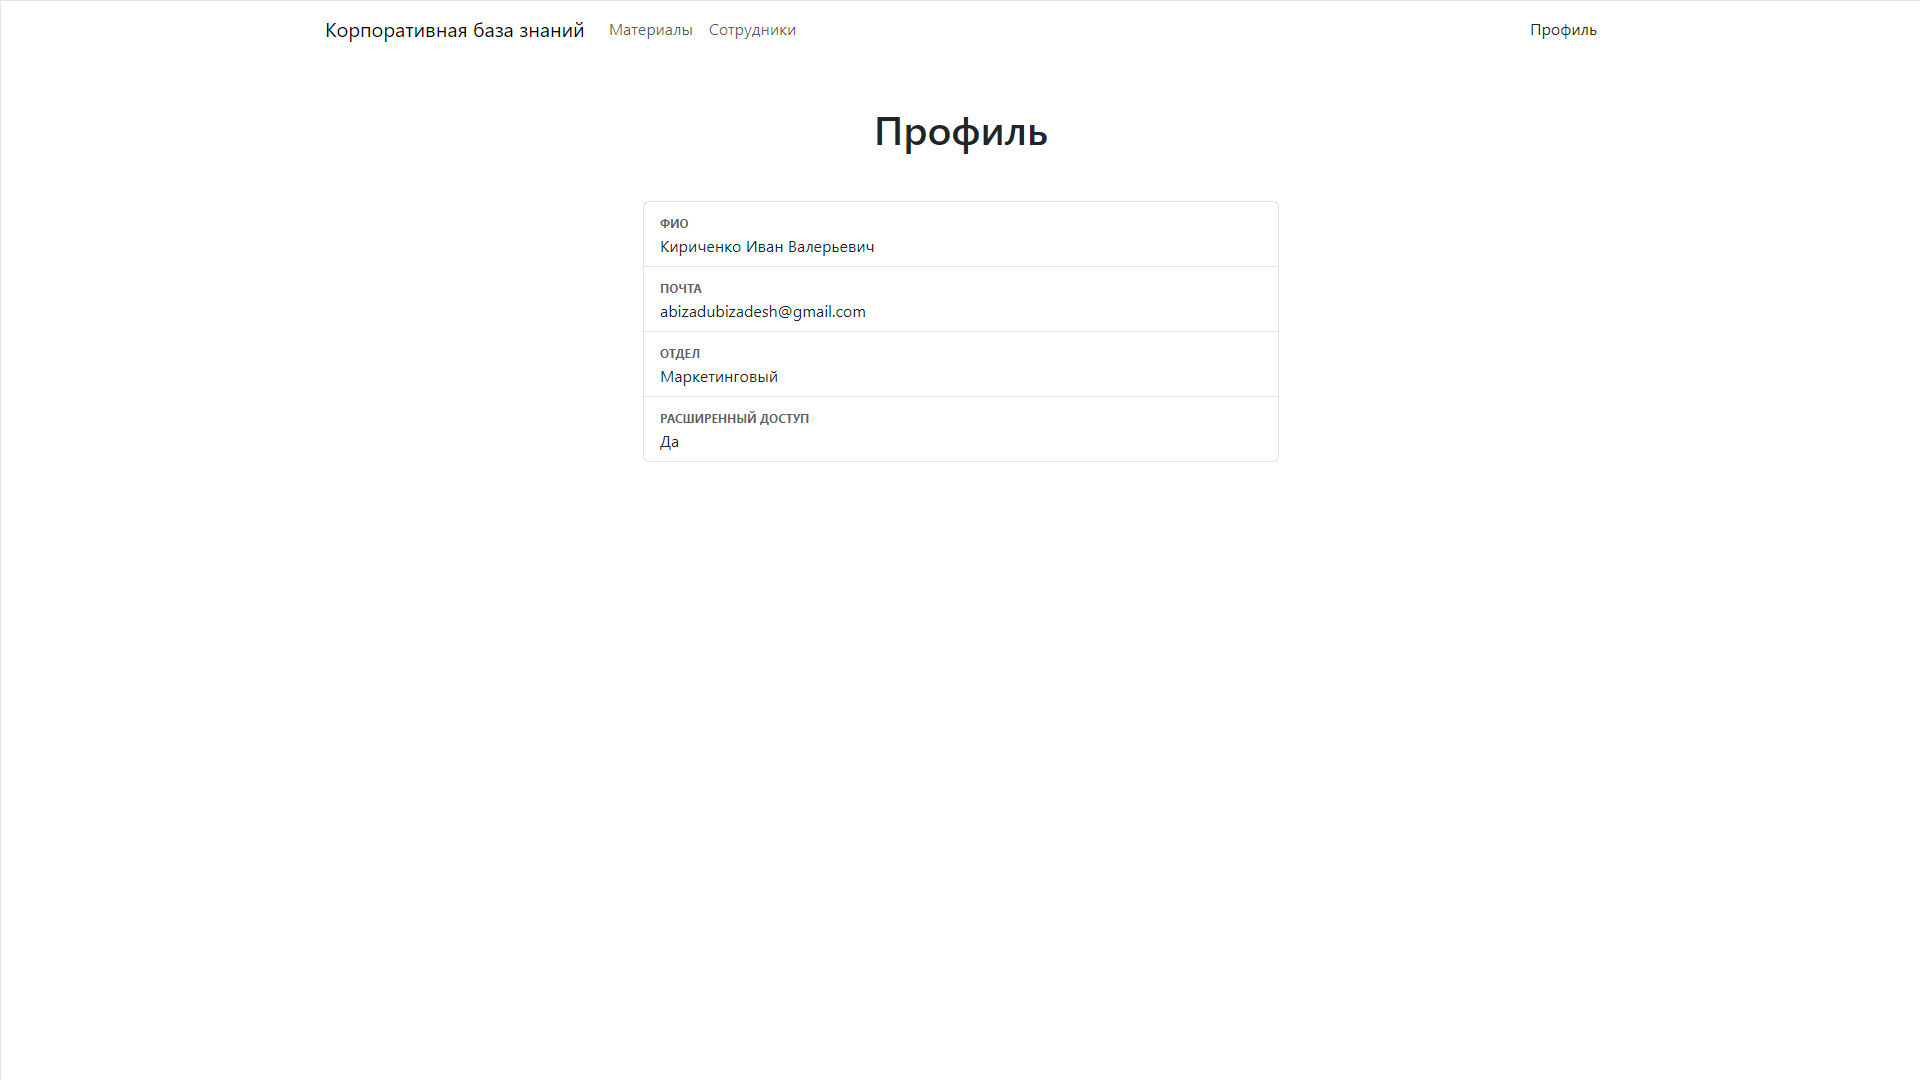 Корпоративная база знаний Материалы Сотрудники Профиль
Профиль
ФИО
Кириченко Иван Валерьевич
ПОЧТА
abizadubizadesh@gmail.com
ОТДЕЛ
Маркетинговый
РАСШИРЕННЫЙ ДОСТУП
Да